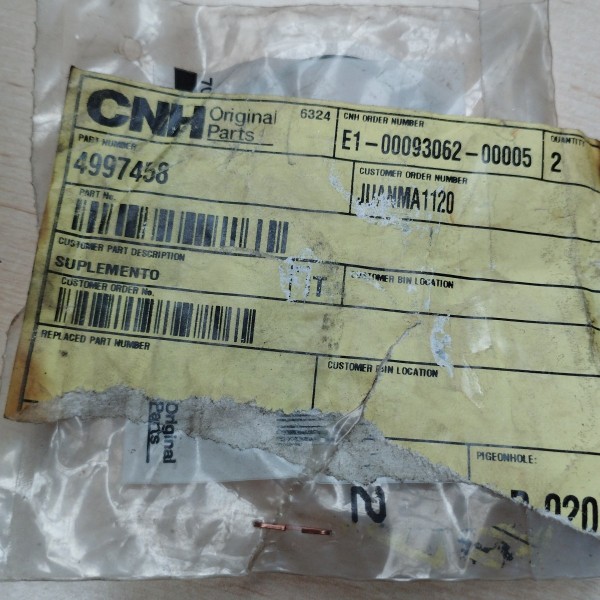 CNH Original Parts
6324
CNH ORDER NUMBER
E1-00093062-00005
QUANTITY
2
PART NUMBER
4997458
CUSTOMER ORDER NUMBER
JUANMA1120
PART No.
CUSTOMER PART DESCRIPTION
SUPLEMENTO
CUSTOMER BIN LOCATION
CUSTOMER ORDER No.
REPLACED PART NUMBER
CUSTOMER BIN LOCATION
Original
Parts
PIGEONHOLE:
2